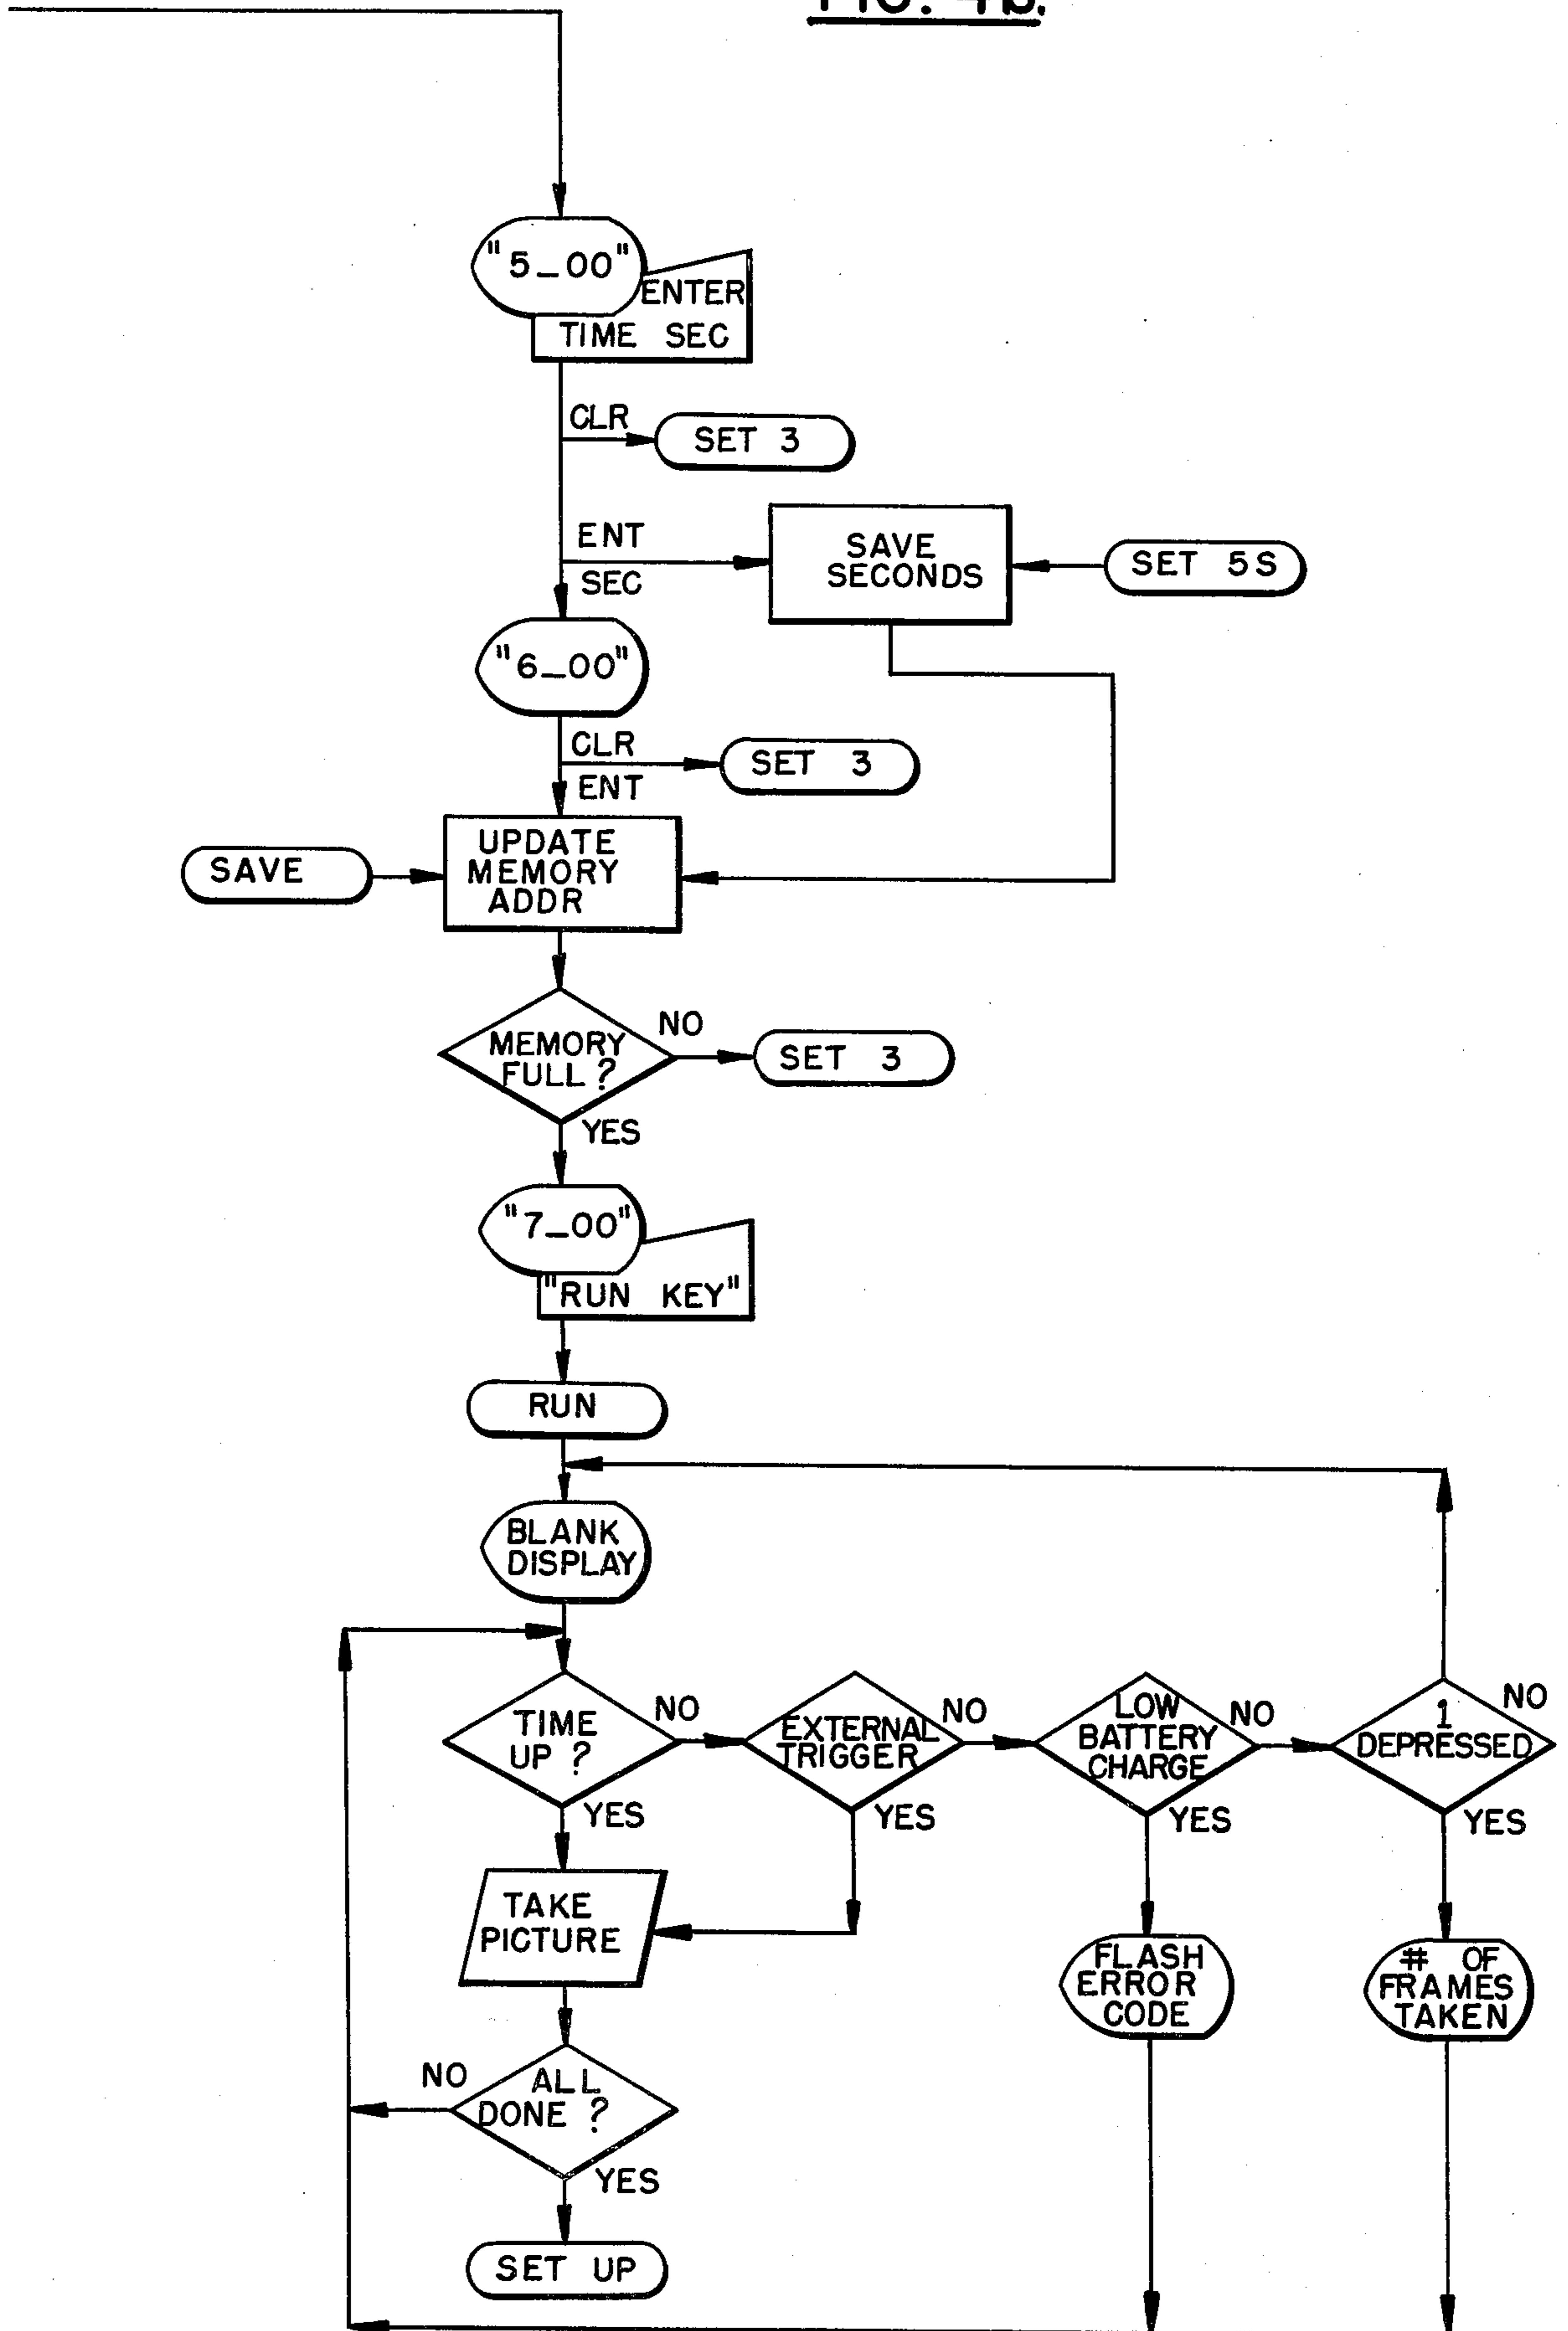 FIG. 4b.
"5_00"
ENTER
TIME SEC
CLR
SET 3
ENT
SEC
SAVE
SECONDS
SET 5S
"6_00"
CLR
SET 3
ENT
SAVE
UPDATE
MEMORY
ADDR
MEMORY
FULL ?
NO
SET 3
YES
"7_00"
"RUN KEY"
RUN
BLANK
DISPLAY
TIME
UP ?
NO
YES
EXTERNAL
TRIGGER
NO
YES
LOW
BATTERY
CHARGE
NO
YES
1
DEPRESSED
NO
YES
TAKE
PICTURE
FLASH
ERROR
CODE
# OF
FRAMES
TAKEN
ALL
DONE ?
NO
YES
SET UP